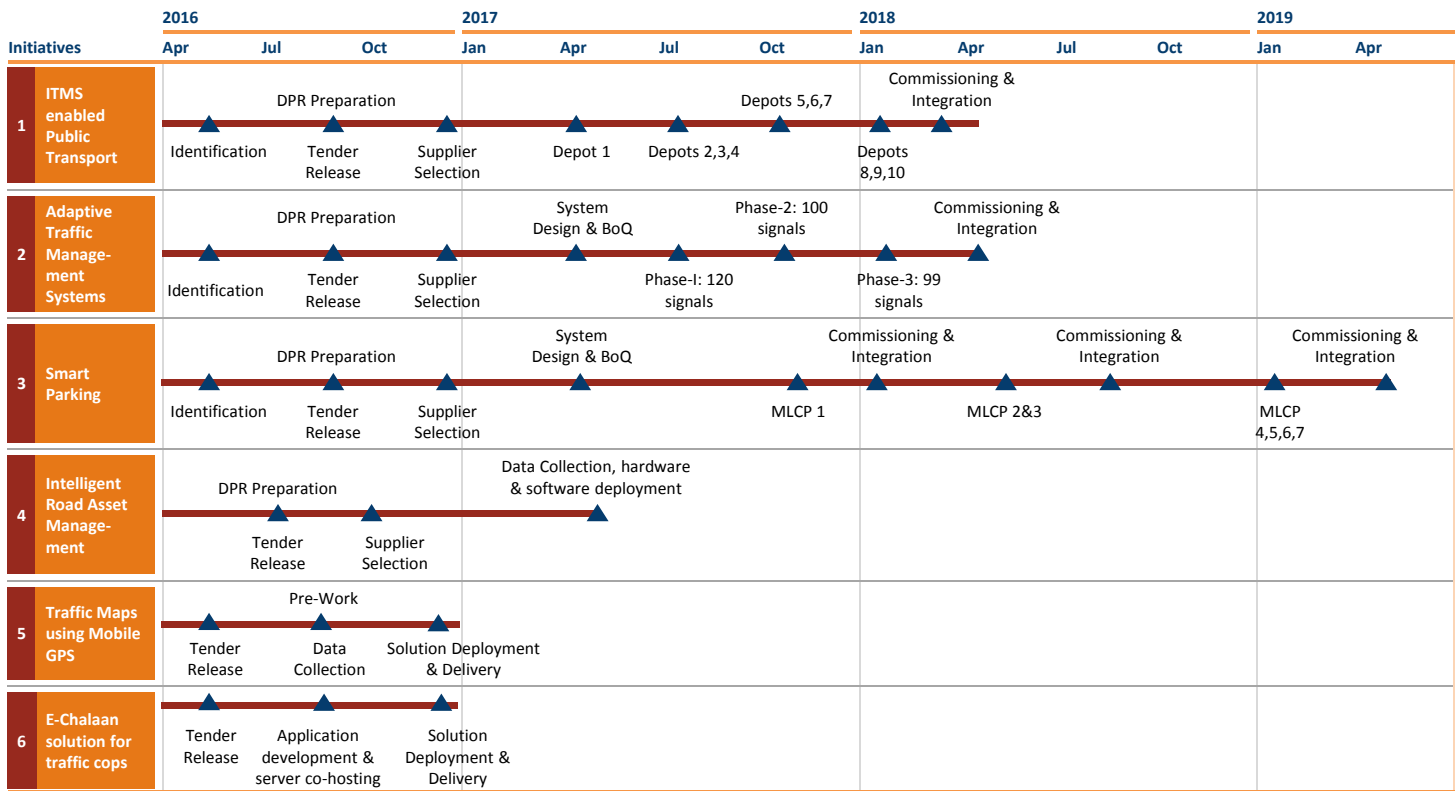 2016 2017 2018 2019
Initiatives Apr Jul Oct Jan Apr Jul Oct Jan Apr Jul Oct Jan Apr
1
ITMS
enabled
Public
Transport
DPR Preparation
Depots 5,6,7
Commissioning &
Integration
Identification
Tender
Release
Supplier
Selection
Depot 1
Depots 2,3,4
Depots
8,9,10
2
Adaptive
Traffic
Manage-
ment
Systems
DPR Preparation
System
Design & BoQ
Phase-2: 100
signals
Commissioning &
Integration
Identification
Tender
Release
Supplier
Selection
Phase-I: 120
signals
Phase-3: 99
signals
3
Smart
Parking
DPR Preparation
System
Design & BoQ
Commissioning &
Integration
Commissioning &
Integration
Commissioning &
Integration
Identification
Tender
Release
Supplier
Selection
MLCP 1
MLCP 2&3
MLCP
4,5,6,7
4
Intelligent
Road Asset
Manage-
ment
DPR Preparation
Data Collection, hardware
& software deployment
Tender
Release
Supplier
Selection
5
Traffic Maps
using Mobile
GPS
Pre-Work
Tender
Release
Data
Collection
Solution Deployment
& Delivery
6
E-Chalaan
solution for
traffic cops
Tender
Release
Application
development &
server co-hosting
Solution
Deployment &
Delivery